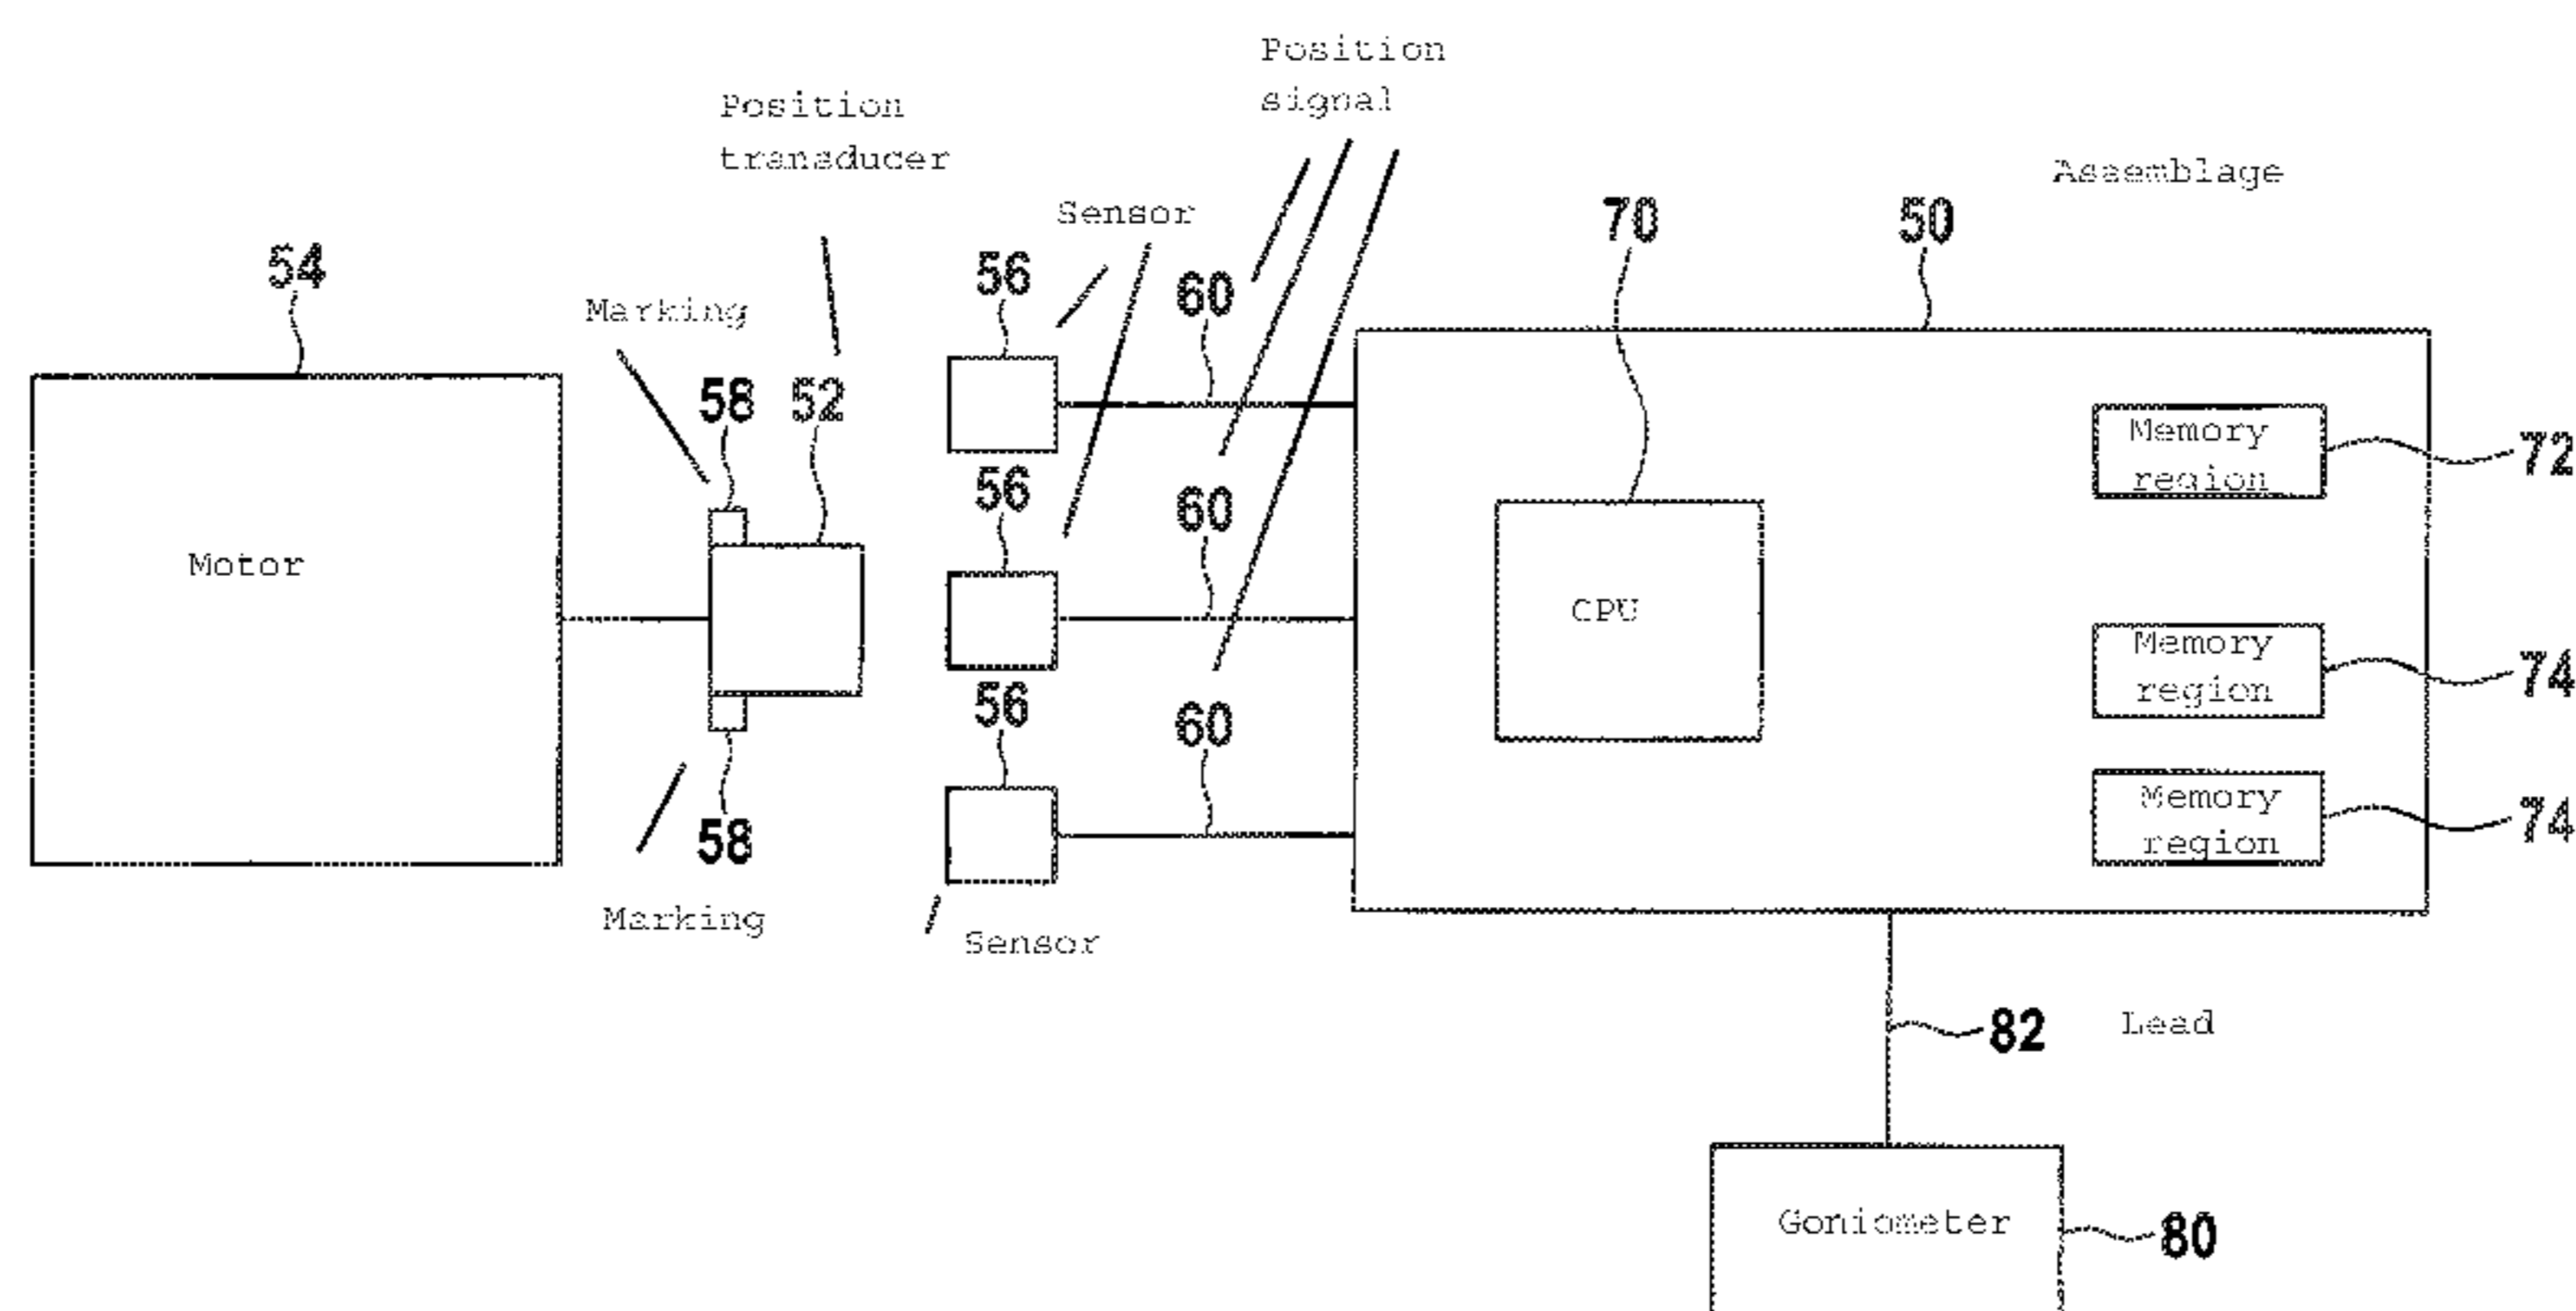 Position
signal
Position
transducer
Assemblage
Sensor
70
50
54
56
60
Marking
58
52
Memory
region
72
56
60
Motor
CPU
Memory
region
74
56
60
58
Memory
region
74
Marking
Sensor
82
Lead
Goniometer
80